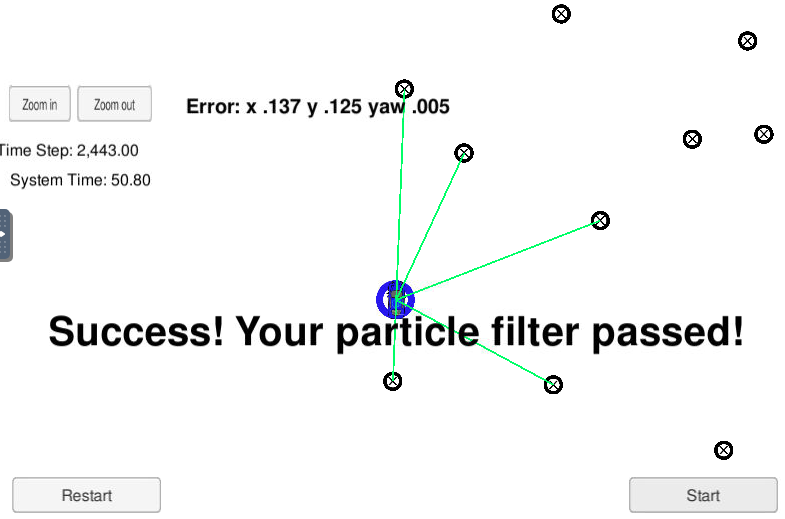 Zoom in Zoom out
Error: x .137 y .125 yaw .005
Time Step: 2,443.00
System Time: 50.80
Success! Your particle filter passed!
Restart Start